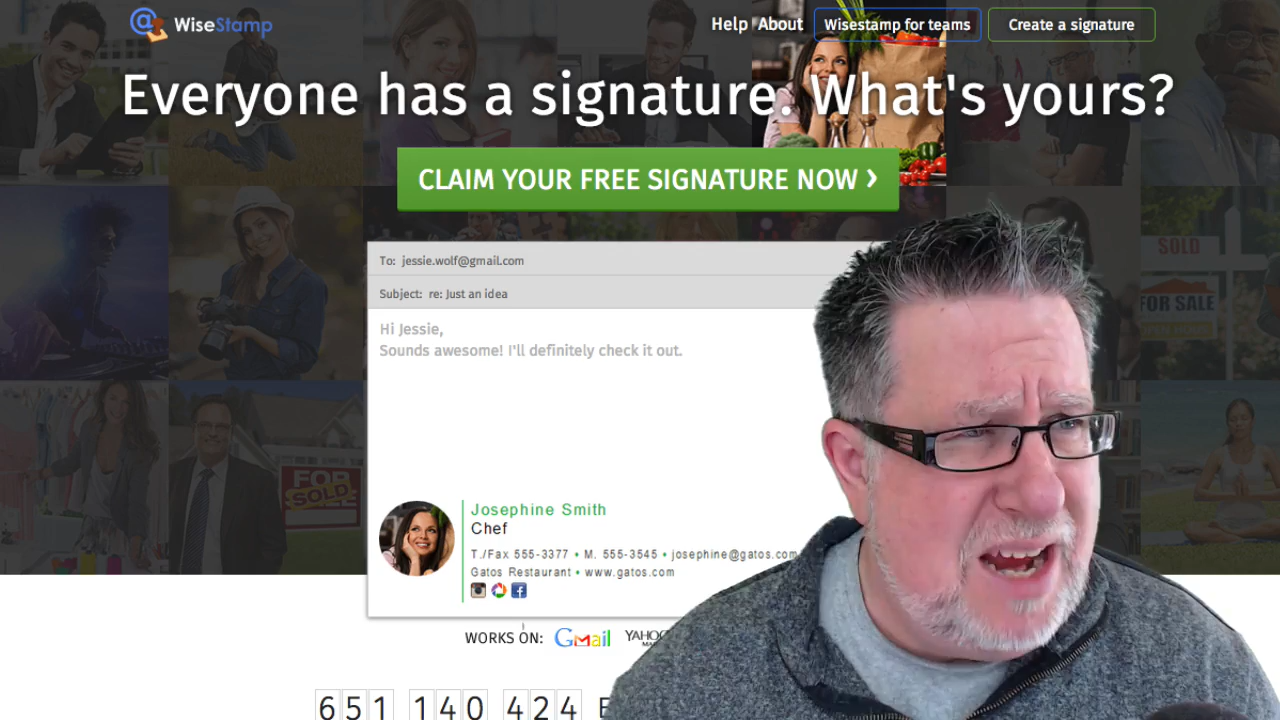 WiseStamp
Help About Wisestamp for teams Create a signature
Everyone has a signature. What's yours?
CLAIM YOUR FREE SIGNATURE NOW ›
To: jessie.wolf@gmail.com
Subject: re: Just an idea
Hi Jessie,
Sounds awesome! I'll definitely check it out.
SOLD
FOR SALE
FOR
SOLD
Josephine Smith
Chef
T./Fax 555-3377 • M. 555-3545 • josephine@gatos.com
Gatos Restaurant • www.gatos.com
WORKS ON: Gmail YAHOO
651 140 424 E